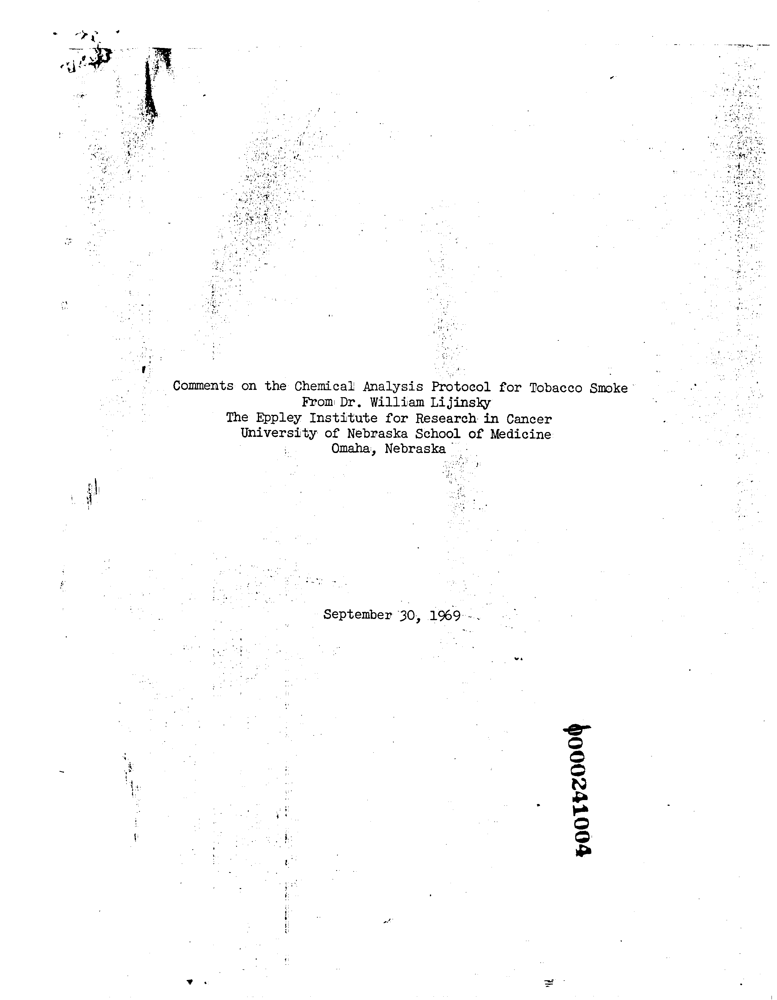 Comments on the Chemical Analysis Protocol for Tobacco Smoke
From Dr. William Lijinsky
The Eppley Institute for Research in Cancer
University of Nebraska School of Medicine
Omaha, Nebraska
September 30, 1969
0000241004